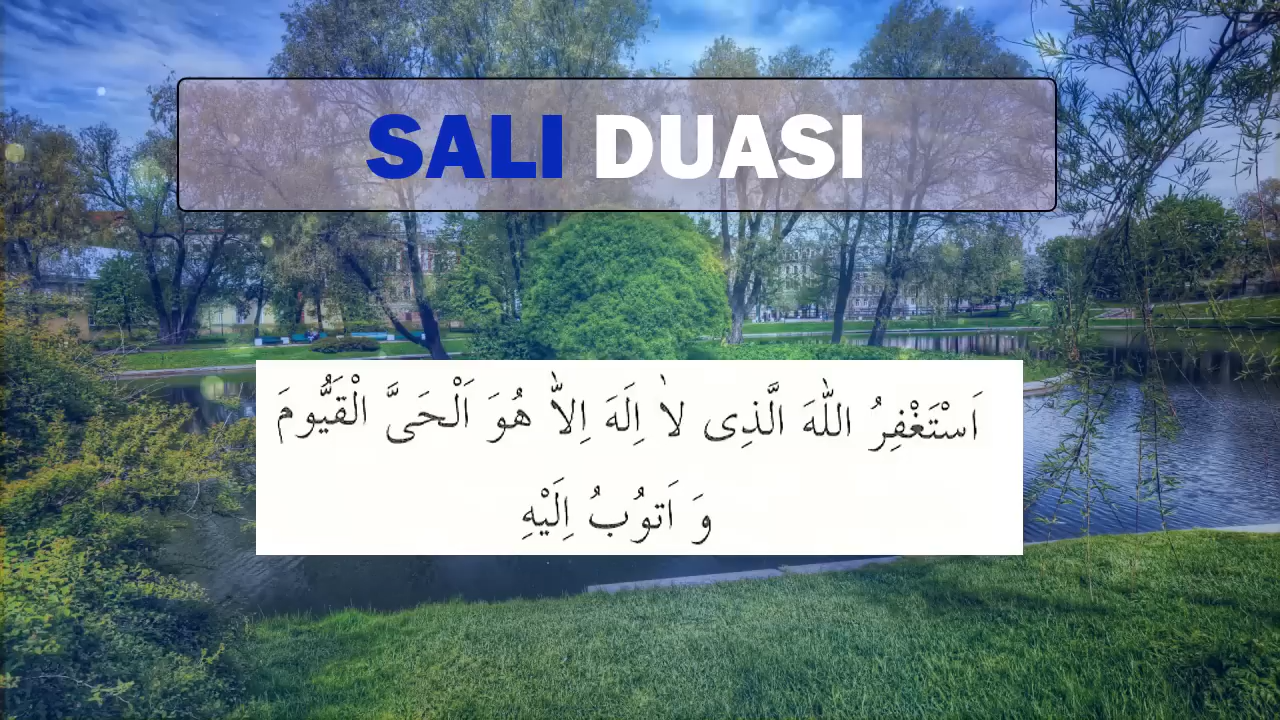 SALI DUASI
اَسْتَغْفِرُ اللّٰهَ الَّذِى لاٰ اِلَهَ اِلاّٰ هُوَ اَلْحَىَّ الْقَيُّومَ
وَ اَتوُبُ اِلَيْهِ